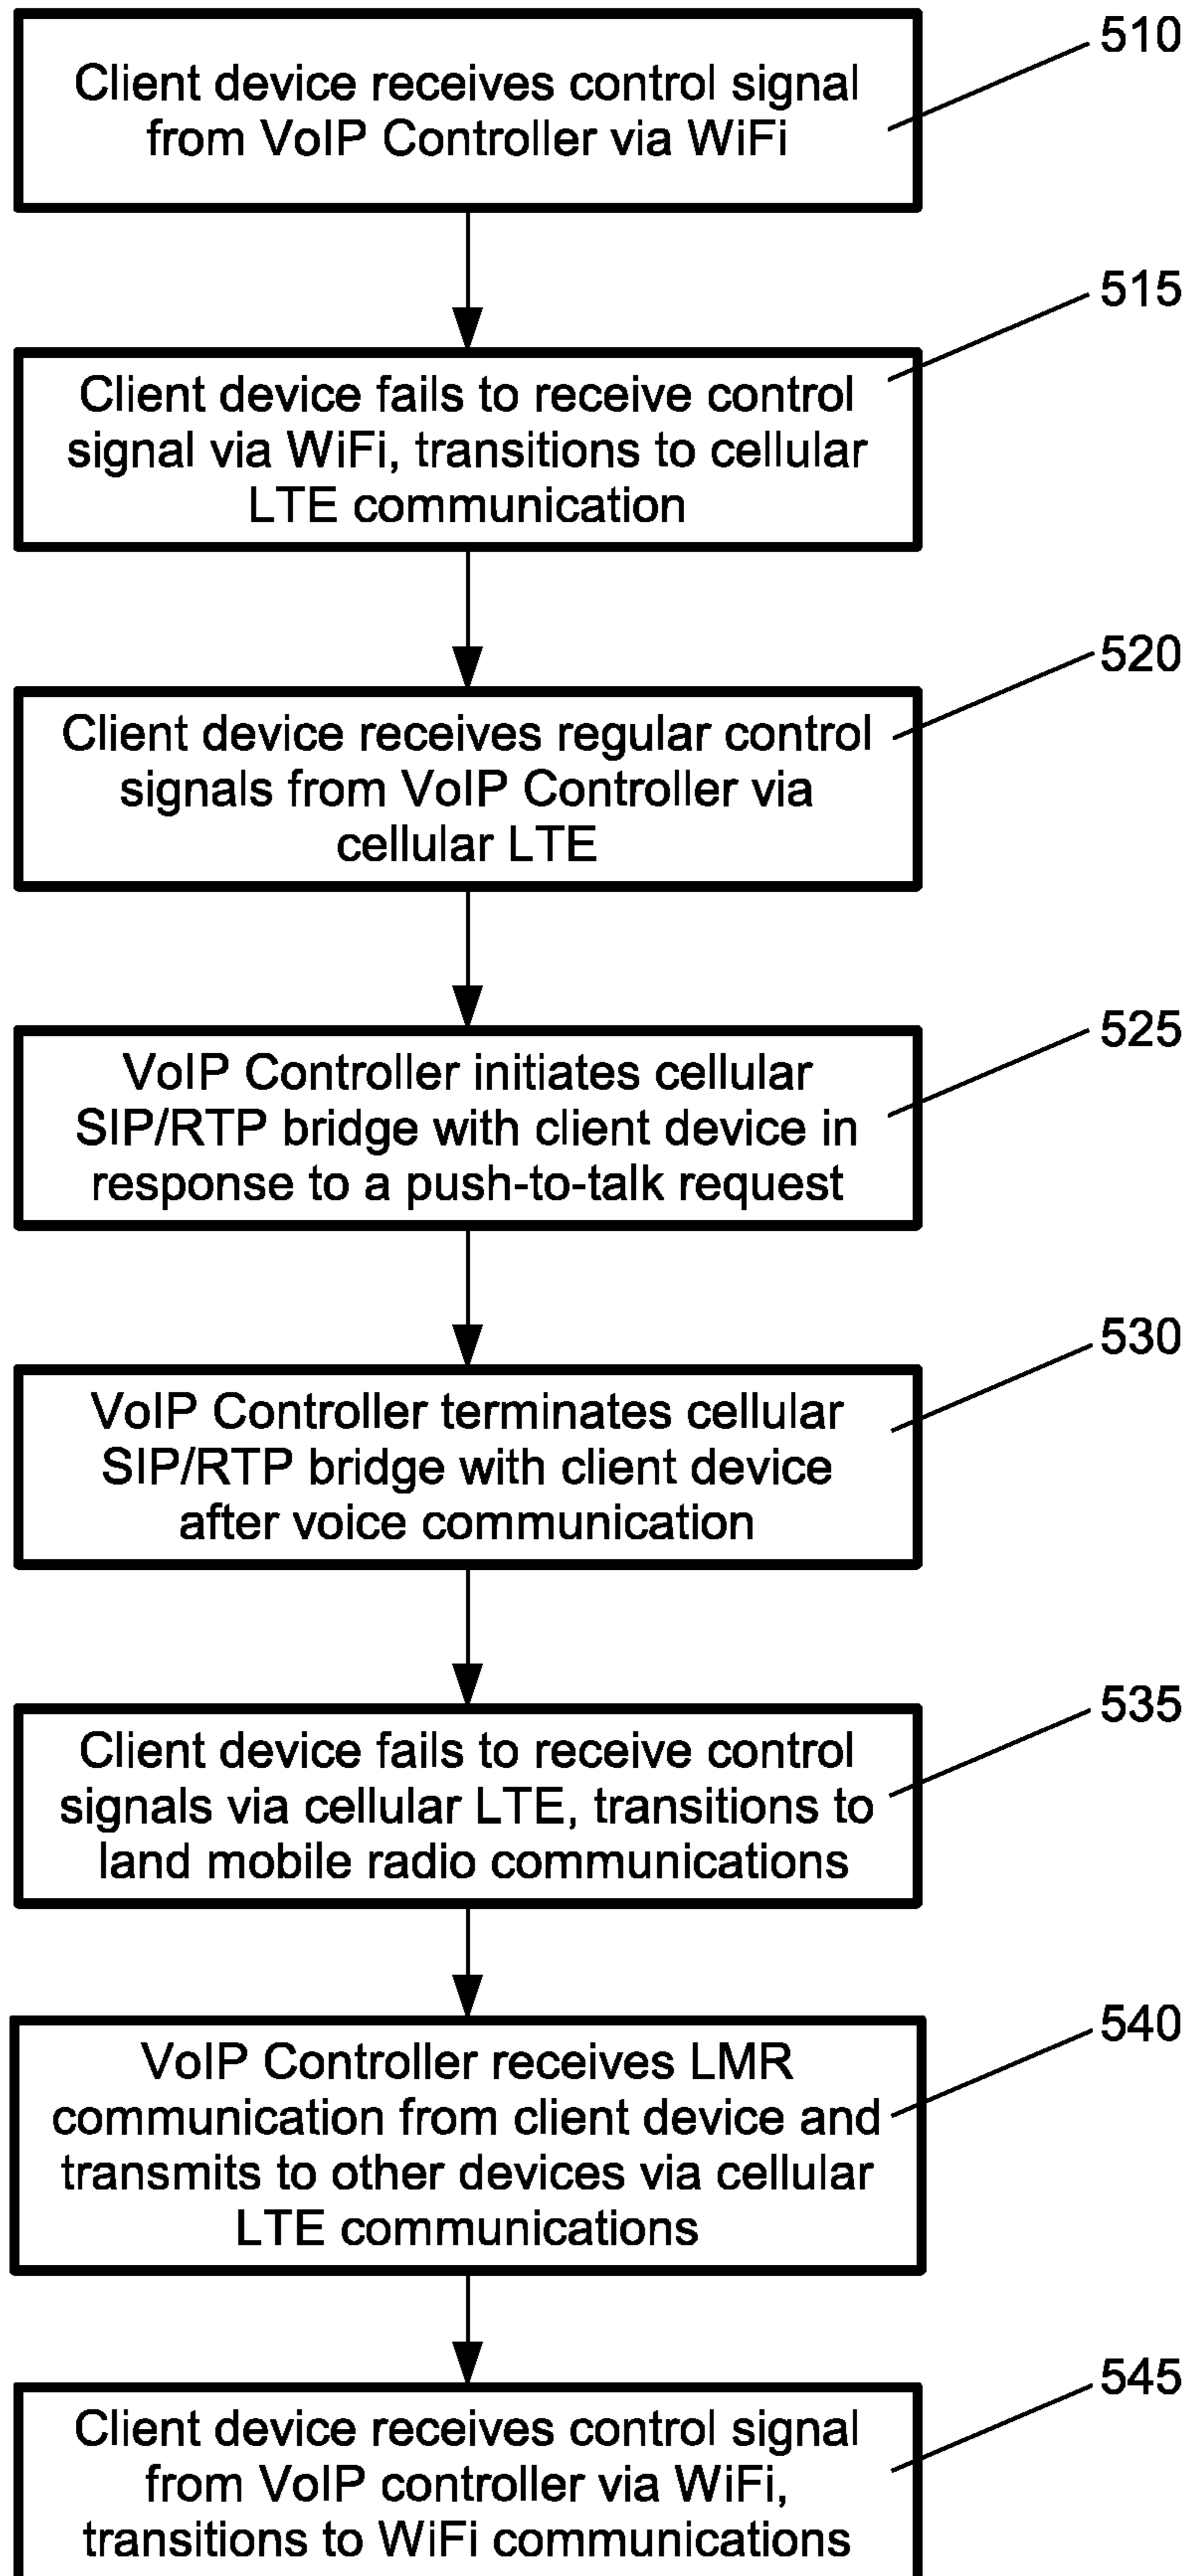 510
Client device receives control signal
from VoIP Controller via WiFi
515
Client device fails to receive control
signal via WiFi, transitions to cellular
LTE communication
520
Client device receives regular control
signals from VoIP Controller via
cellular LTE
525
VoIP Controller initiates cellular
SIP/RTP bridge with client device in
response to a push-to-talk request
530
VoIP Controller terminates cellular
SIP/RTP bridge with client device
after voice communication
535
Client device fails to receive control
signals via cellular LTE, transitions to
land mobile radio communications
540
VoIP Controller receives LMR
communication from client device and
transmits to other devices via cellular
LTE communications
545
Client device receives control signal
from VoIP controller via WiFi,
transitions to WiFi communications